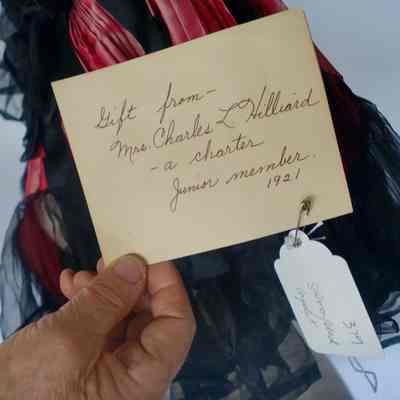 Gift from —
Mrs. Charles L Hilliard
- a charter
Junior member.
1921